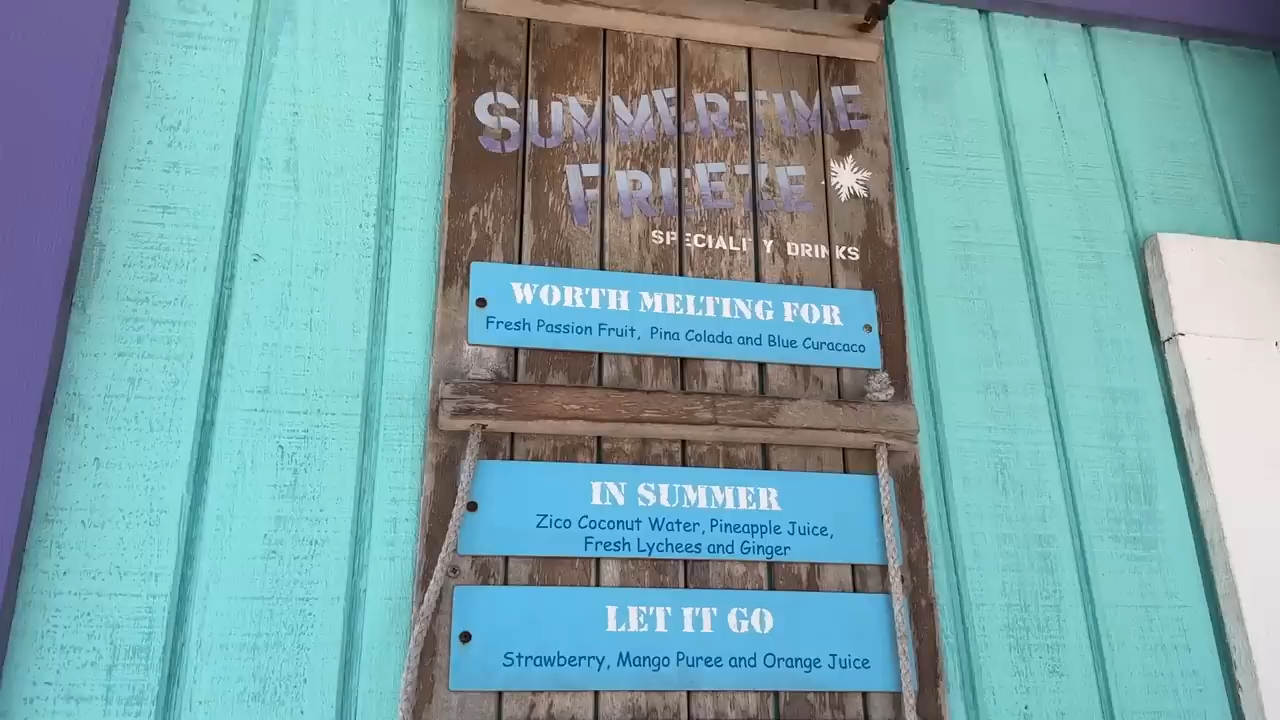 SUMMERTIME
FREEZE
SPECIALITY DRINKS
WORTH MELTING FOR
Fresh Passion Fruit, Pina Colada and Blue Curacaco
IN SUMMER
Zico Coconut Water, Pineapple Juice,
Fresh Lychees and Ginger
LET IT GO
Strawberry, Mango Puree and Orange Juice